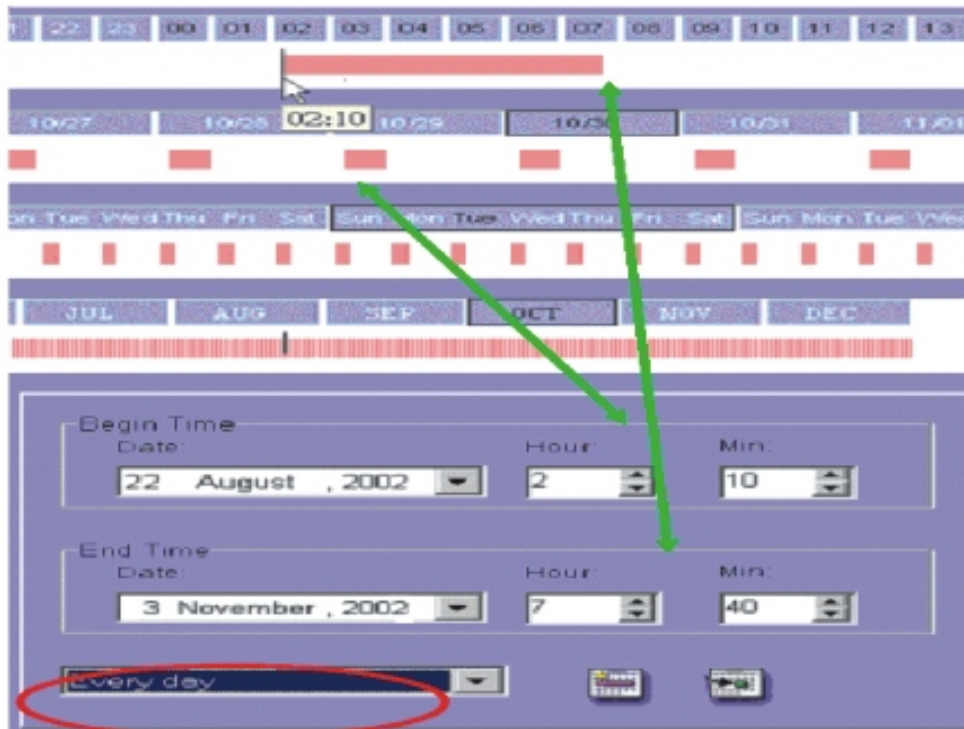 22 23 00 01 02 03 04 05 06 07 08 09 10 11 12 13
02:10
10/27 10/28 10/29 10/30 10/31 11/01
Tue Wed Thu Fri Sat Sun Mon Tue Wed Thu Fri Sat Sun Mon Tue Wed
JUL AUG SEP OCT NOV DEC
Begin Time
Date: Hour: Min:
22 August , 2002 2 10
End Time
Date: Hour: Min:
3 November , 2002 7 40
Every day